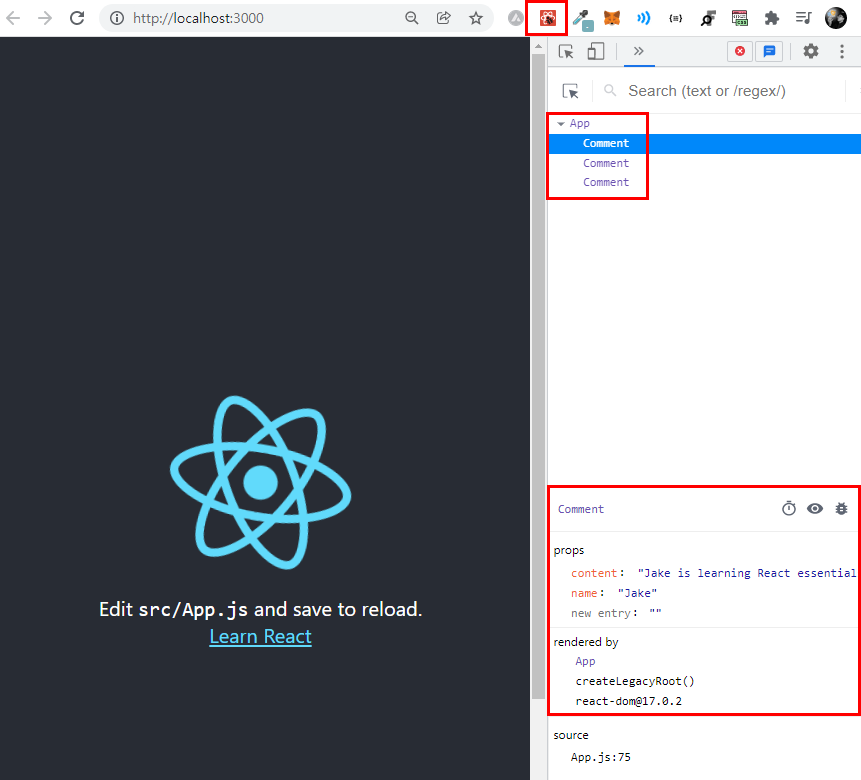 http://localhost:3000
Search (text or /regex/)
App
Comment
Comment
Comment
Edit src/App.js and save to reload.
Learn React
Comment
props
content: "Jake is learning React essential
name: "Jake"
new entry: ""
rendered by
App
createLegacyRoot()
react-dom@17.0.2
source
App.js:75